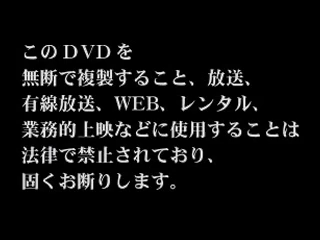 このＤＶＤを
無断で複製すること、放送、
有線放送、WEB、レンタル、
業務的上映などに使用することは
法律で禁止されており、
固くお断りします。